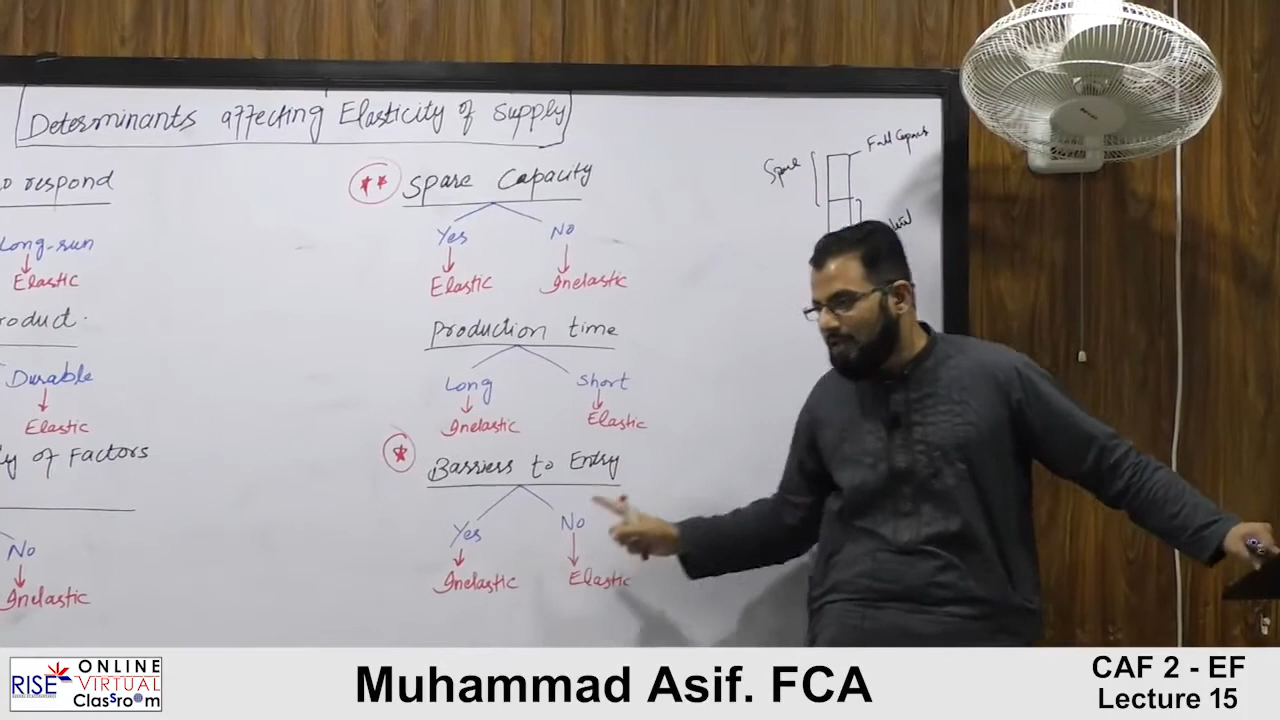 Determinants affecting Elasticity of Supply
o respond
Long-run
Elastic
roduct.
Durable
Elastic
y of Factors
No
Inelastic
** Spare Capacity
Yes No
Elastic Inelastic
Production time
Long Short
Inelastic Elastic
* Barriers to Entry
Yes No
Inelastic Elastic
Spare
Full
RISE ONLINE VIRTUAL Classroom
Muhammad Asif. FCA
CAF 2 - EF
Lecture 15